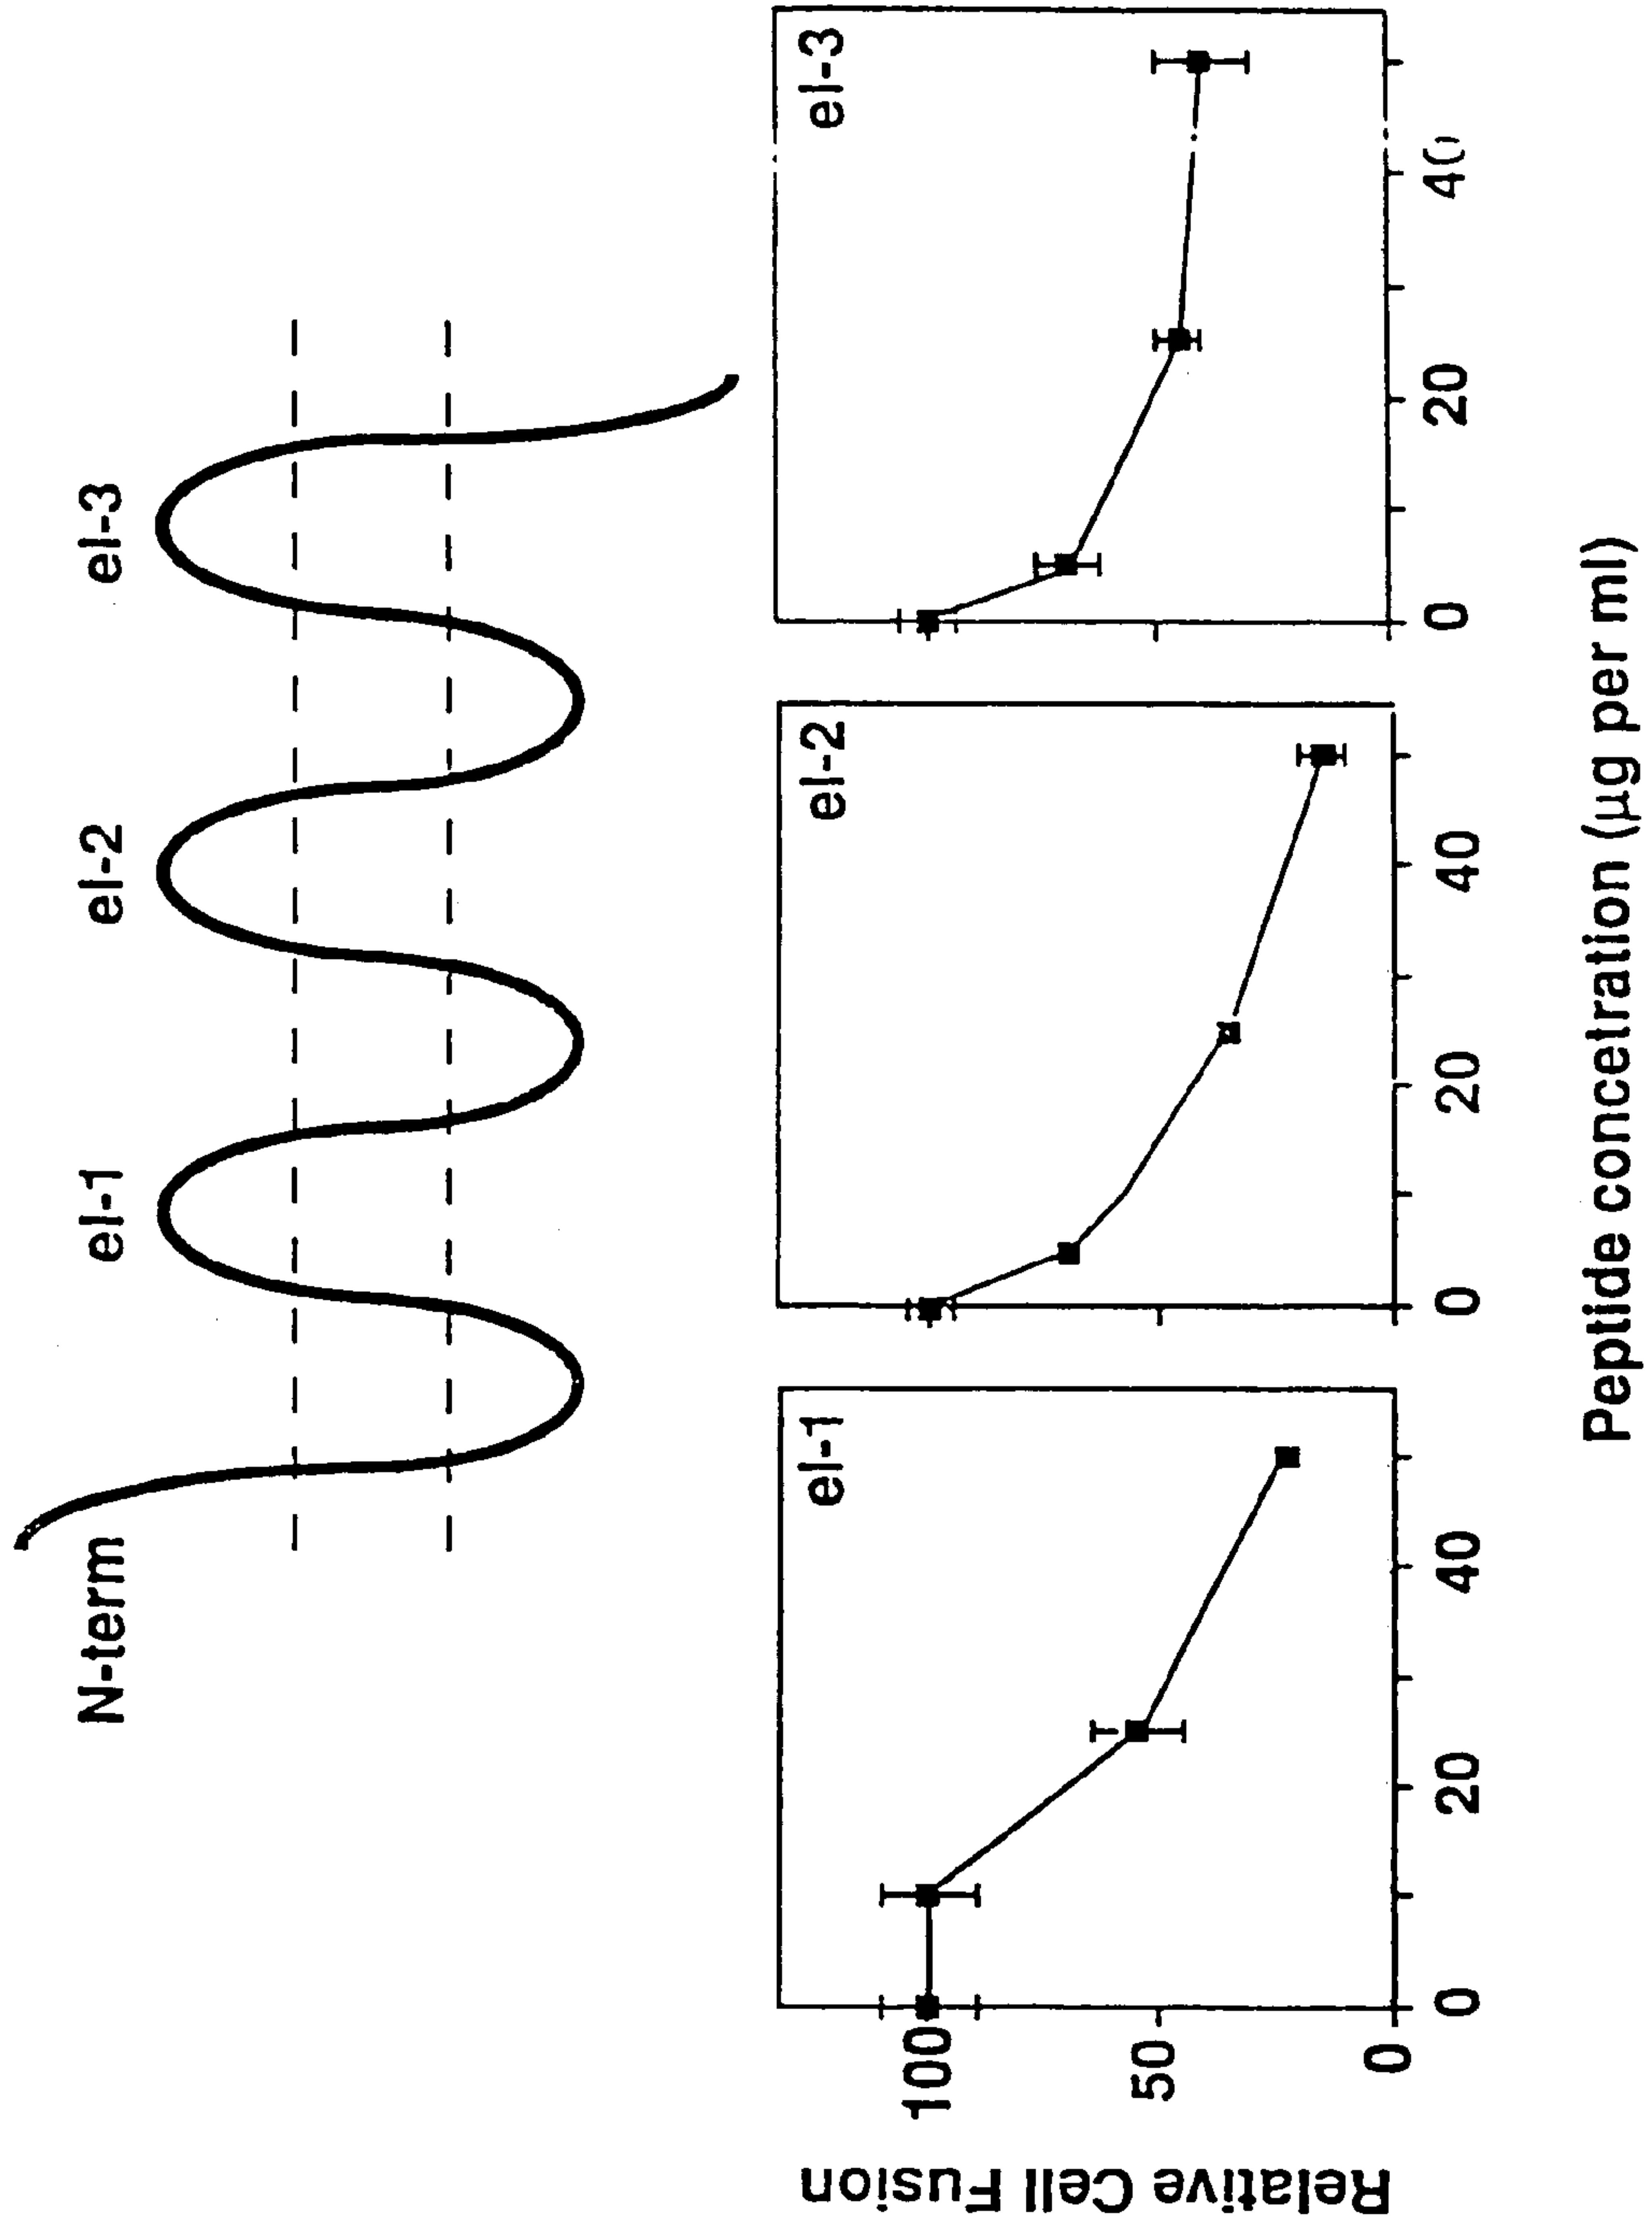 N-term
el-1
el-2
el-3
Relative Cell Fusion
100
50
0
el-1
el-2
el-3
0
20
40
0
20
40
0
20
40
Peptide concetration (µg per ml)